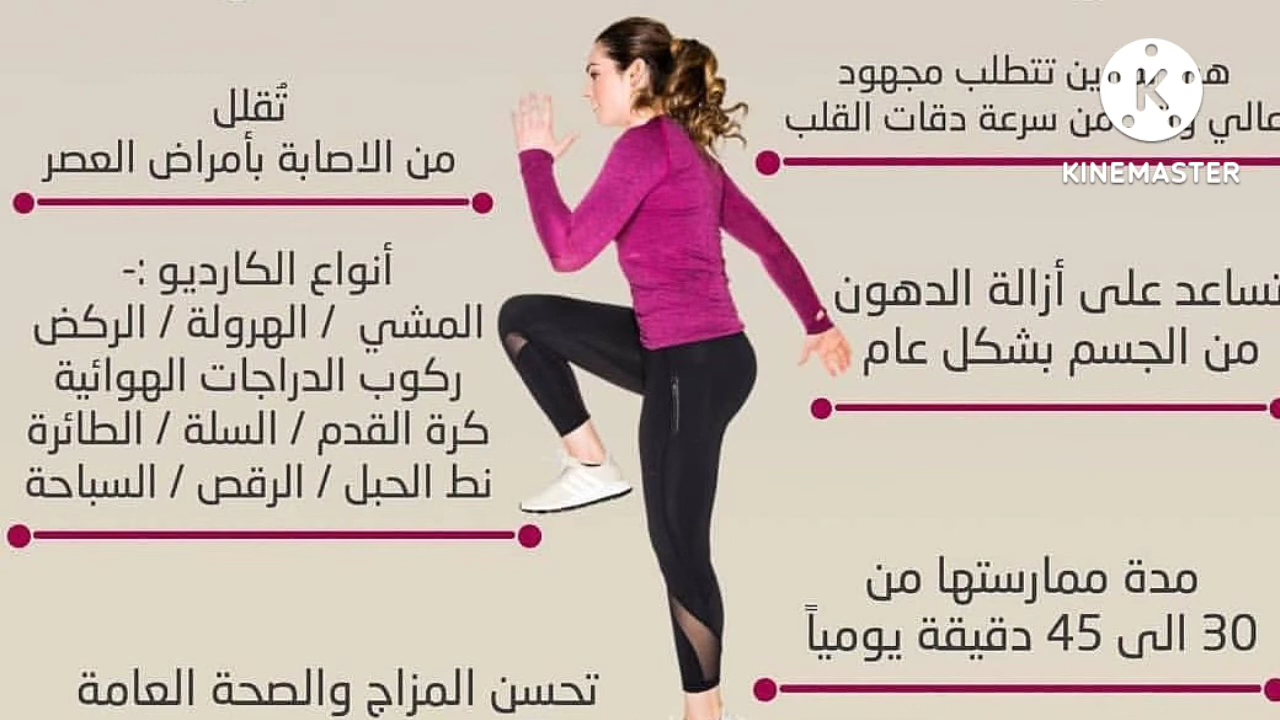 تتطلب مجهود
من سرعة دقات القلب
KINEMASTER
تُقلل
من الاصابة بأمراض العصر
تساعد على أزالة الدهون
من الجسم بشكل عام
أنواع الكارديو :-
المشي / الهرولة / الركض
ركوب الدراجات الهوائية
كرة القدم / السلة / الطائرة
نط الحبل / الرقص / السباحة
مدة ممارستها من
30 الى 45 دقيقة يومياً
تحسن المزاج والصحة العامة